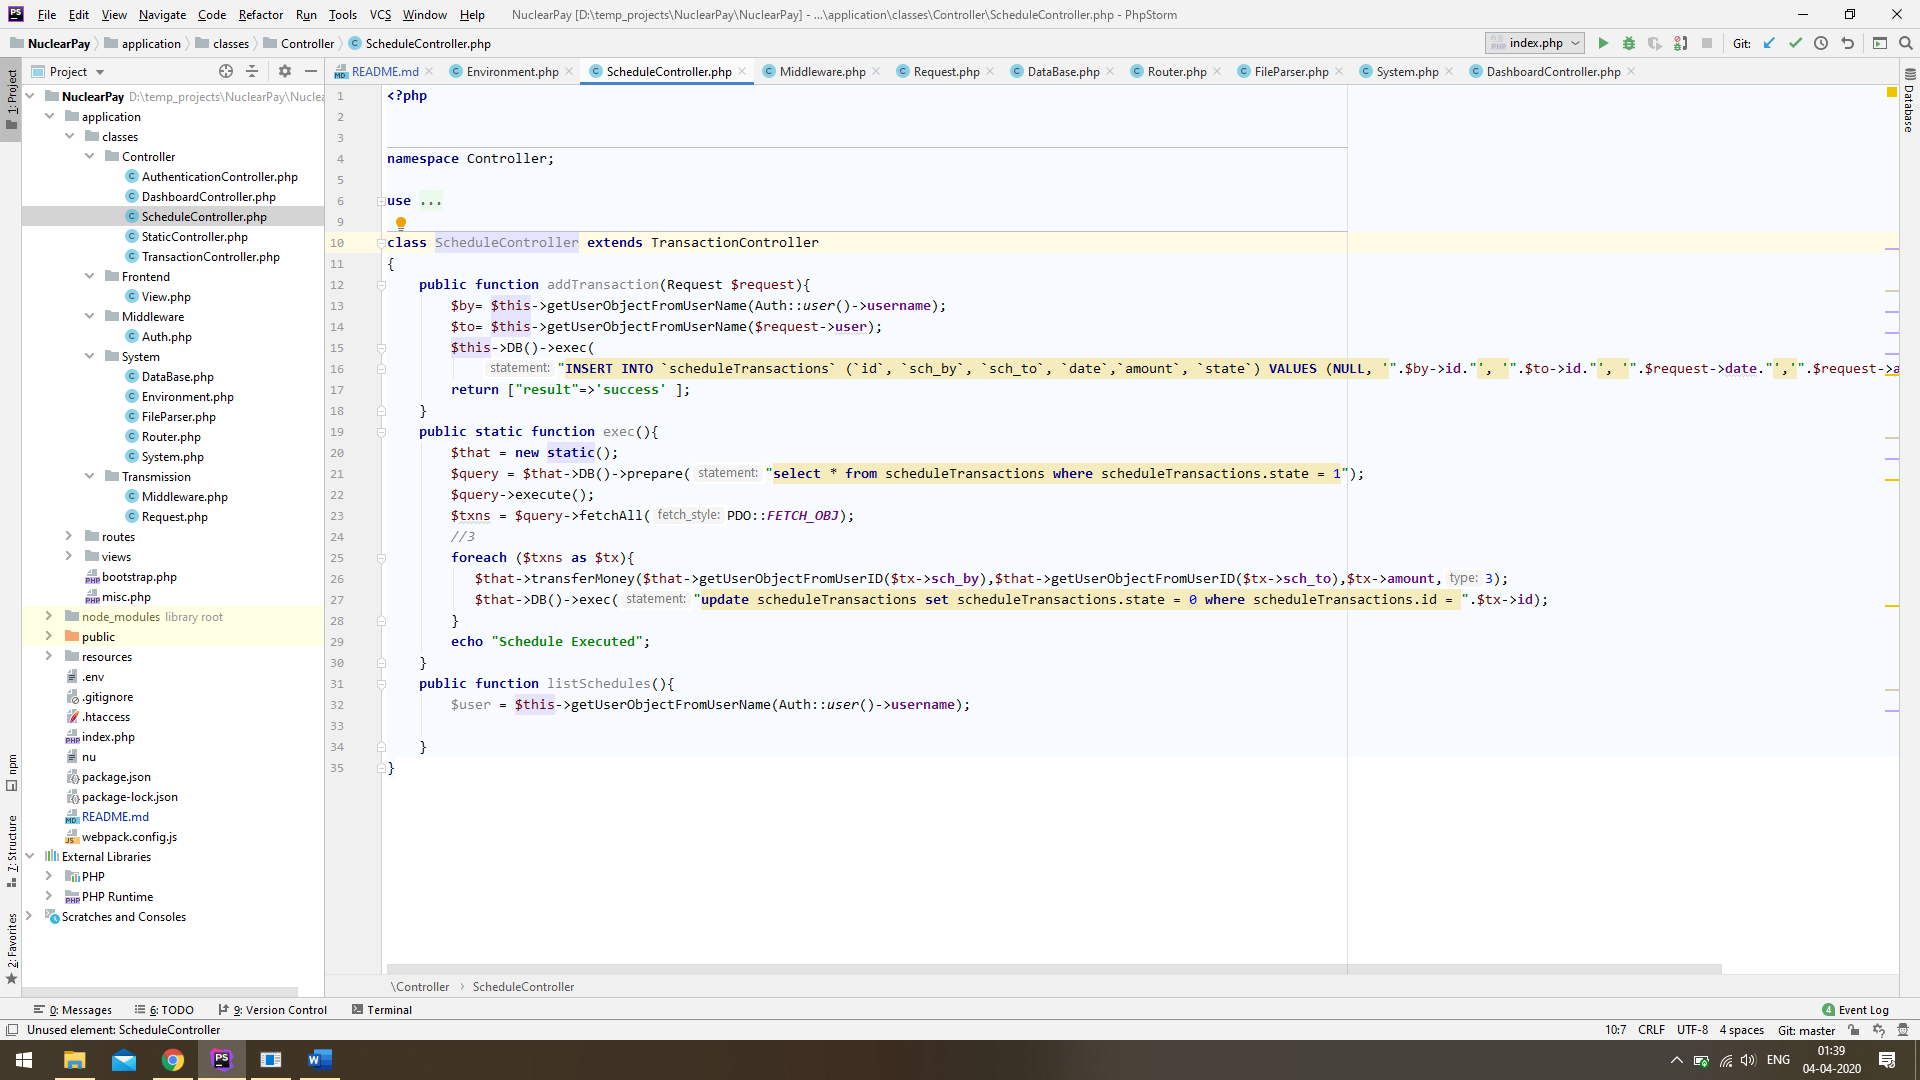 File Edit View Navigate Code Refactor Run Tools VCS Window Help NuclearPay [D:\temp_projects\NuclearPay\NuclearPay] - ...\application\classes\Controller\ScheduleController.php - PhpStorm
NuclearPay application classes Controller ScheduleController.php index.php Git:
Project README.md Environment.php ScheduleController.php Middleware.php Request.php DataBase.php Router.php FileParser.php System.php DashboardController.php
1: Project
Database
NuclearPay D:\temp_projects\NuclearPay\Nuclea
application
classes
Controller
AuthenticationController.php
DashboardController.php
ScheduleController.php
StaticController.php
TransactionController.php
Frontend
View.php
Middleware
Auth.php
System
DataBase.php
Environment.php
FileParser.php
Router.php
System.php
Transmission
Middleware.php
Request.php
routes
views
bootstrap.php
misc.php
node_modules library root
public
resources
.env
.gitignore
.htaccess
index.php
nu
package.json
package-lock.json
README.md
webpack.config.js
External Libraries
PHP
PHP Runtime
Scratches and Consoles
npm
7: Structure
2: Favorites
1 <?php
2
3
4 namespace Controller;
5
6 use ...
9
10 class ScheduleController extends TransactionController
11 {
12 public function addTransaction(Request $request){
13 $by= $this->getUserObjectFromUserName(Auth::user()->username);
14 $to= $this->getUserObjectFromUserName($request->user);
15 $this->DB()->exec(
16 statement: "INSERT INTO `scheduleTransactions` (`id`, `sch_by`, `sch_to`, `date`,`amount`, `state`) VALUES (NULL, '".$by->id."', '".$to->id."', '".$request->date."','".$request->a
17 return ["result"=>'success' ];
18 }
19 public static function exec(){
20 $that = new static();
21 $query = $that->DB()->prepare( statement: "select * from scheduleTransactions where scheduleTransactions.state = 1");
22 $query->execute();
23 $txns = $query->fetchAll( fetch_style: PDO::FETCH_OBJ);
24 //3
25 foreach ($txns as $tx){
26 $that->transferMoney($that->getUserObjectFromUserID($tx->sch_by),$that->getUserObjectFromUserID($tx->sch_to),$tx->amount, type: 3);
27 $that->DB()->exec( statement: "update scheduleTransactions set scheduleTransactions.state = 0 where scheduleTransactions.id = ".$tx->id);
28 }
29 echo "Schedule Executed";
30 }
31 public function listSchedules(){
32 $user = $this->getUserObjectFromUserName(Auth::user()->username);
33
34 }
35 }
\Controller ScheduleController
0: Messages 6: TODO 9: Version Control Terminal 4 Event Log
Unused element: ScheduleController 10:7 CRLF UTF-8 4 spaces Git: master
ENG 01:39
04-04-2020